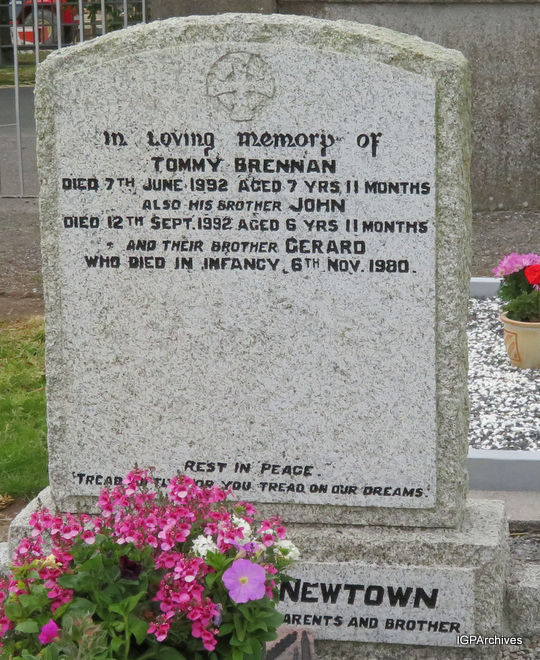 In Loving memory of
TOMMY BRENNAN
DIED 7TH JUNE 1992 AGED 7 YRS 11 MONTHS
ALSO HIS BROTHER JOHN
DIED 12TH SEPT. 1992 AGED 6 YRS 11 MONTHS
AND THEIR BROTHER GERARD
WHO DIED IN INFANCY, 6TH NOV. 1980.
REST IN PEACE.
"TREAD YOU TREAD ON OUR DREAMS."
NEWTOWN
PARENTS AND BROTHER
IGPArchives